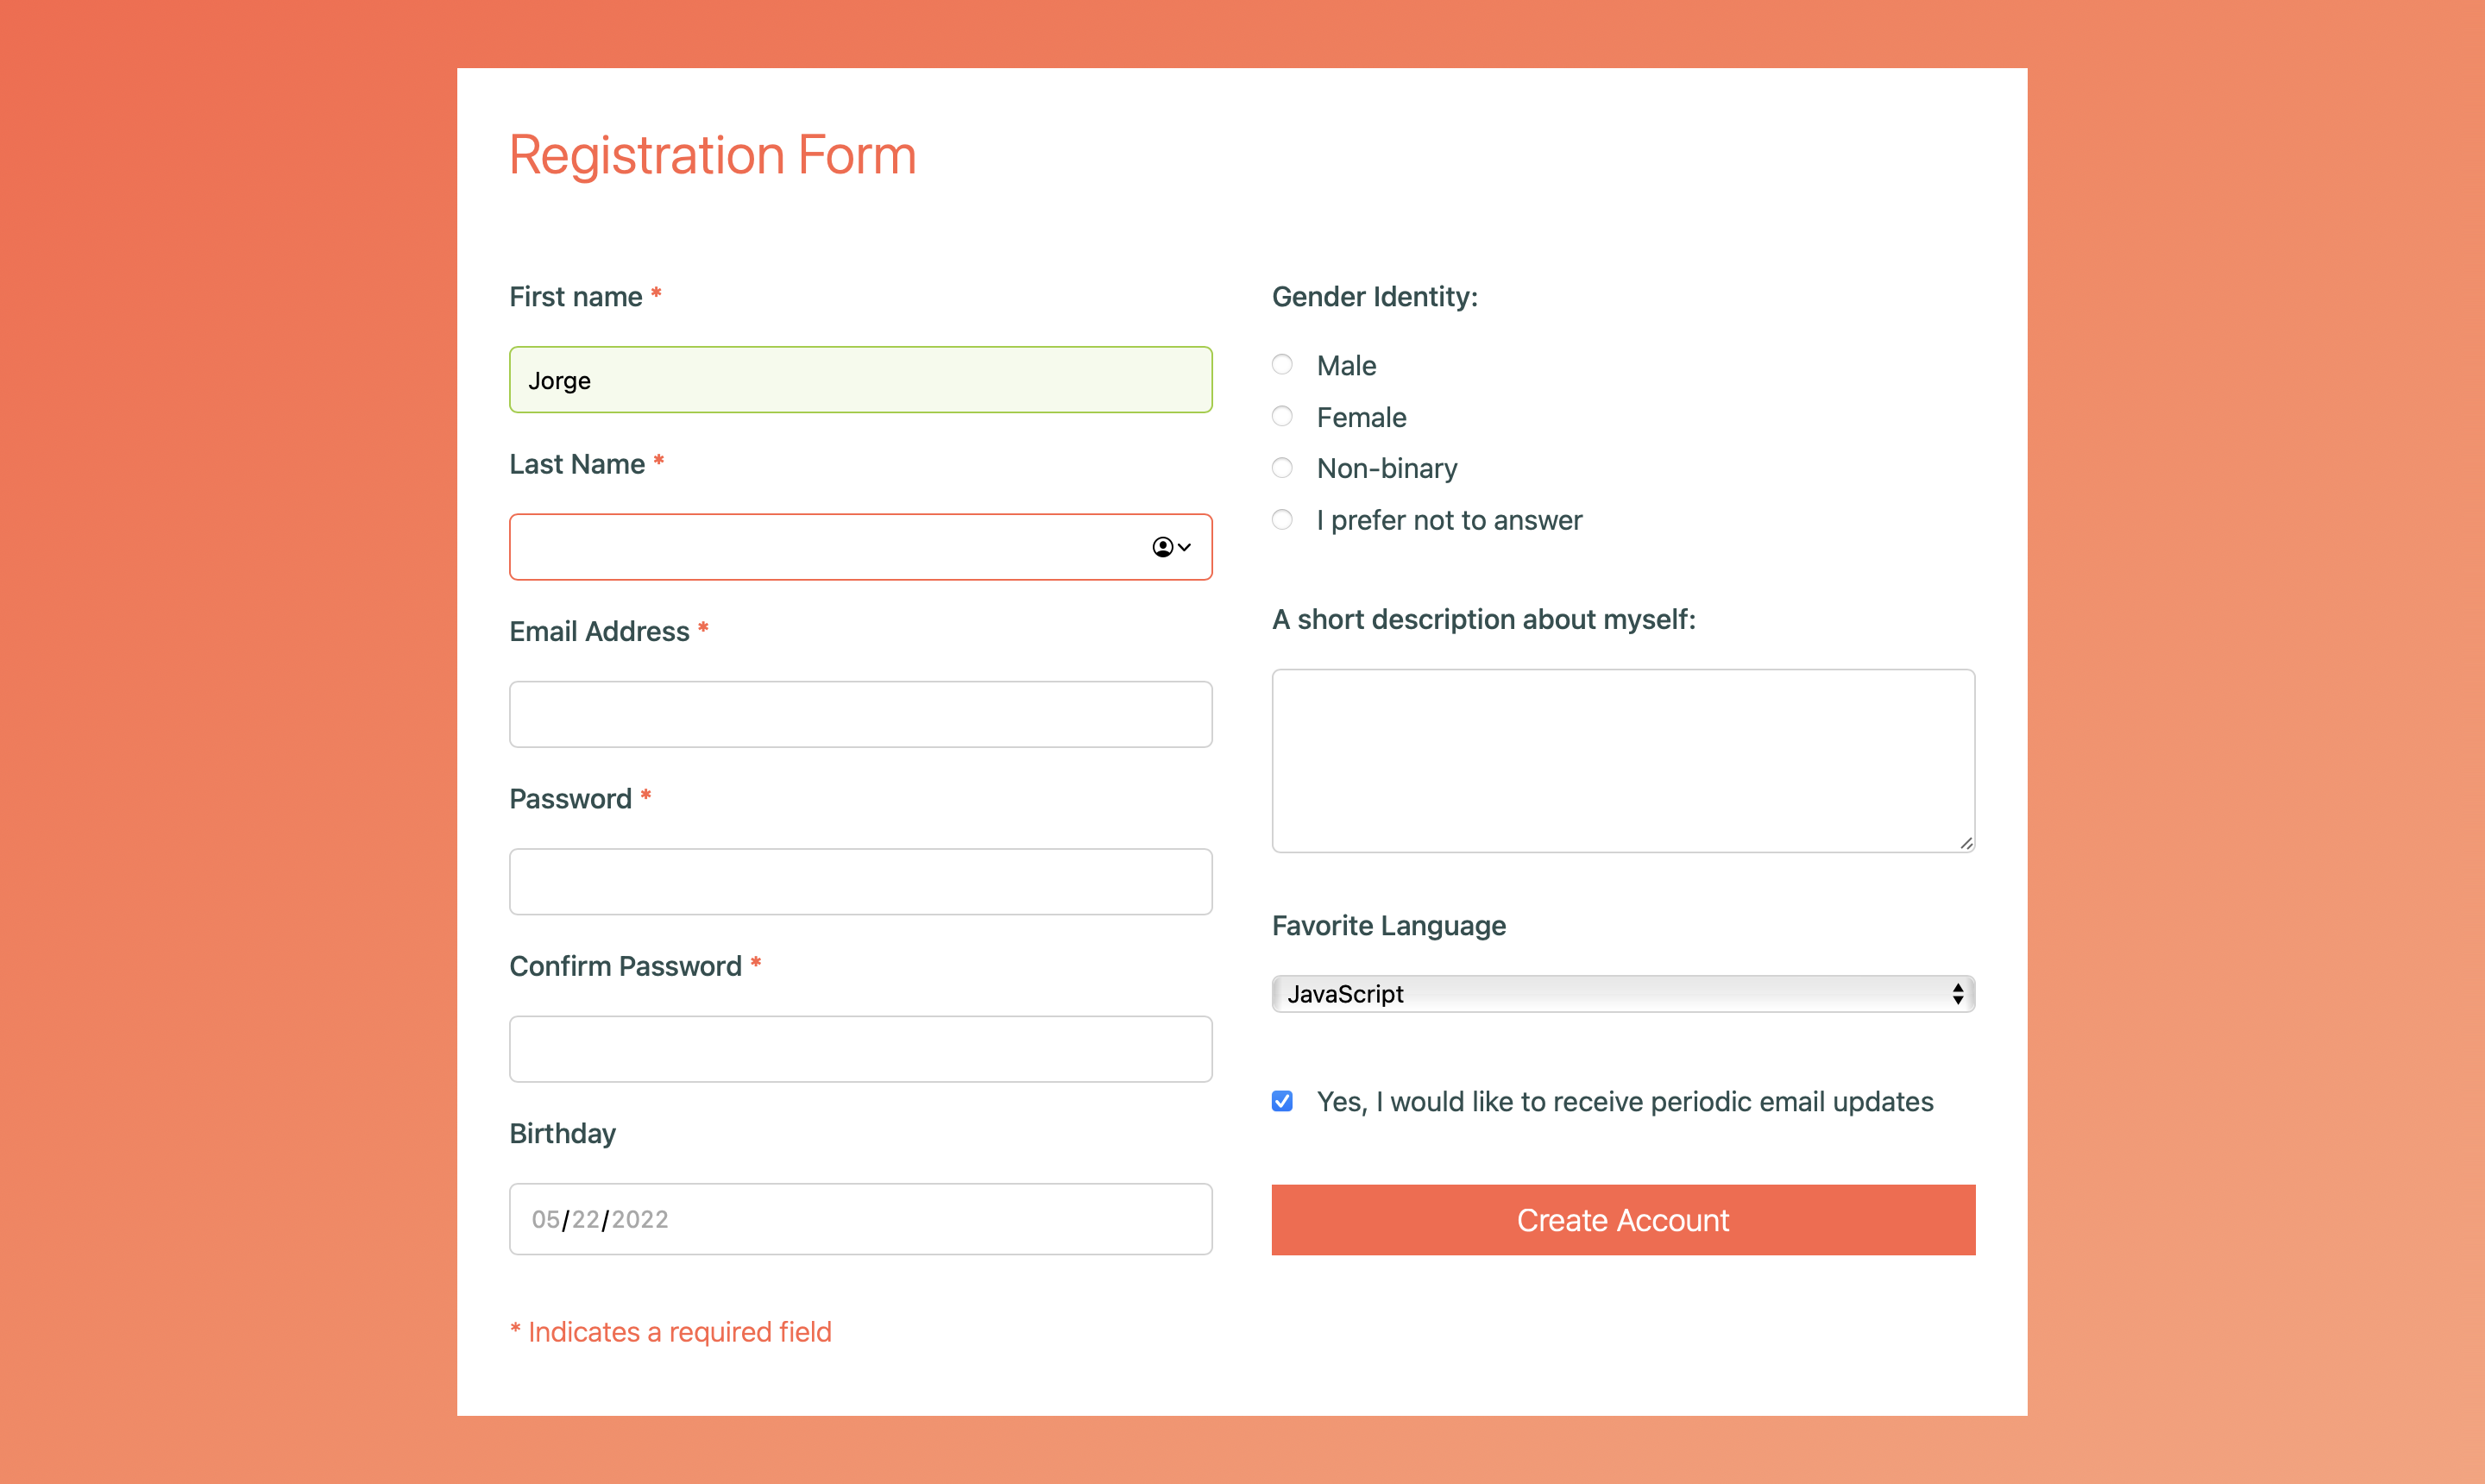 Registration Form
First name *
Jorge
Last Name *
Email Address *
Password *
Confirm Password *
Birthday
05/22/2022
* Indicates a required field
Gender Identity:
Male
Female
Non-binary
I prefer not to answer
A short description about myself:
Favorite Language
JavaScript
Yes, I would like to receive periodic email updates
Create Account